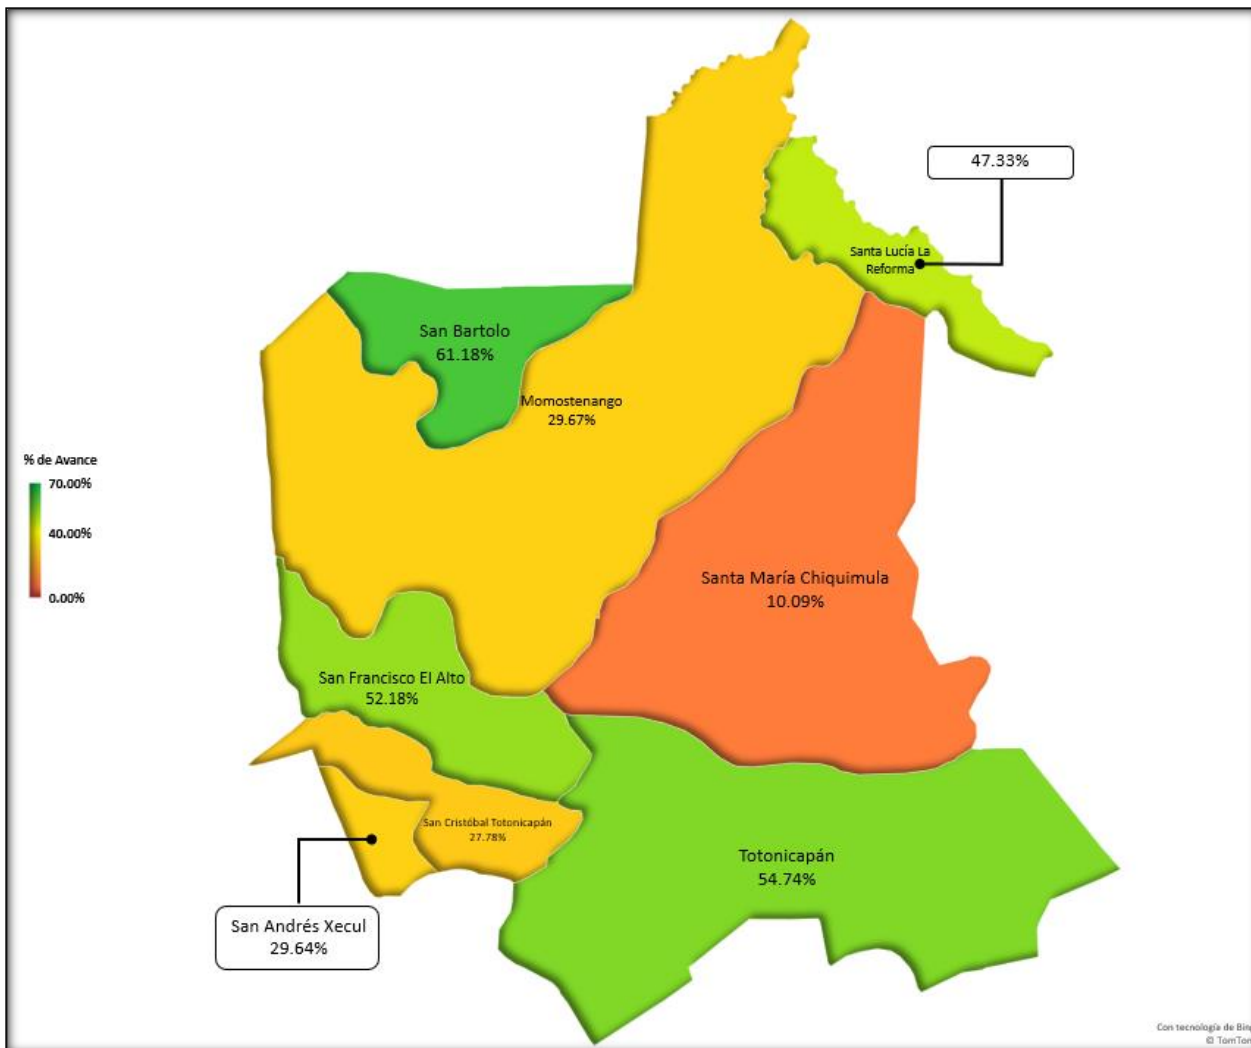 47.33%
Santa Lucía La
Reforma
San Bartolo
61.18%
Momostenango
29.67%
% de Avance
70.00%
40.00%
0.00%
Santa María Chiquimula
10.09%
San Francisco El Alto
52.18%
San Cristóbal Totonicapán
27.78%
Totonicapán
54.74%
San Andrés Xecul
29.64%
Con tecnología de Bing
© TomTom